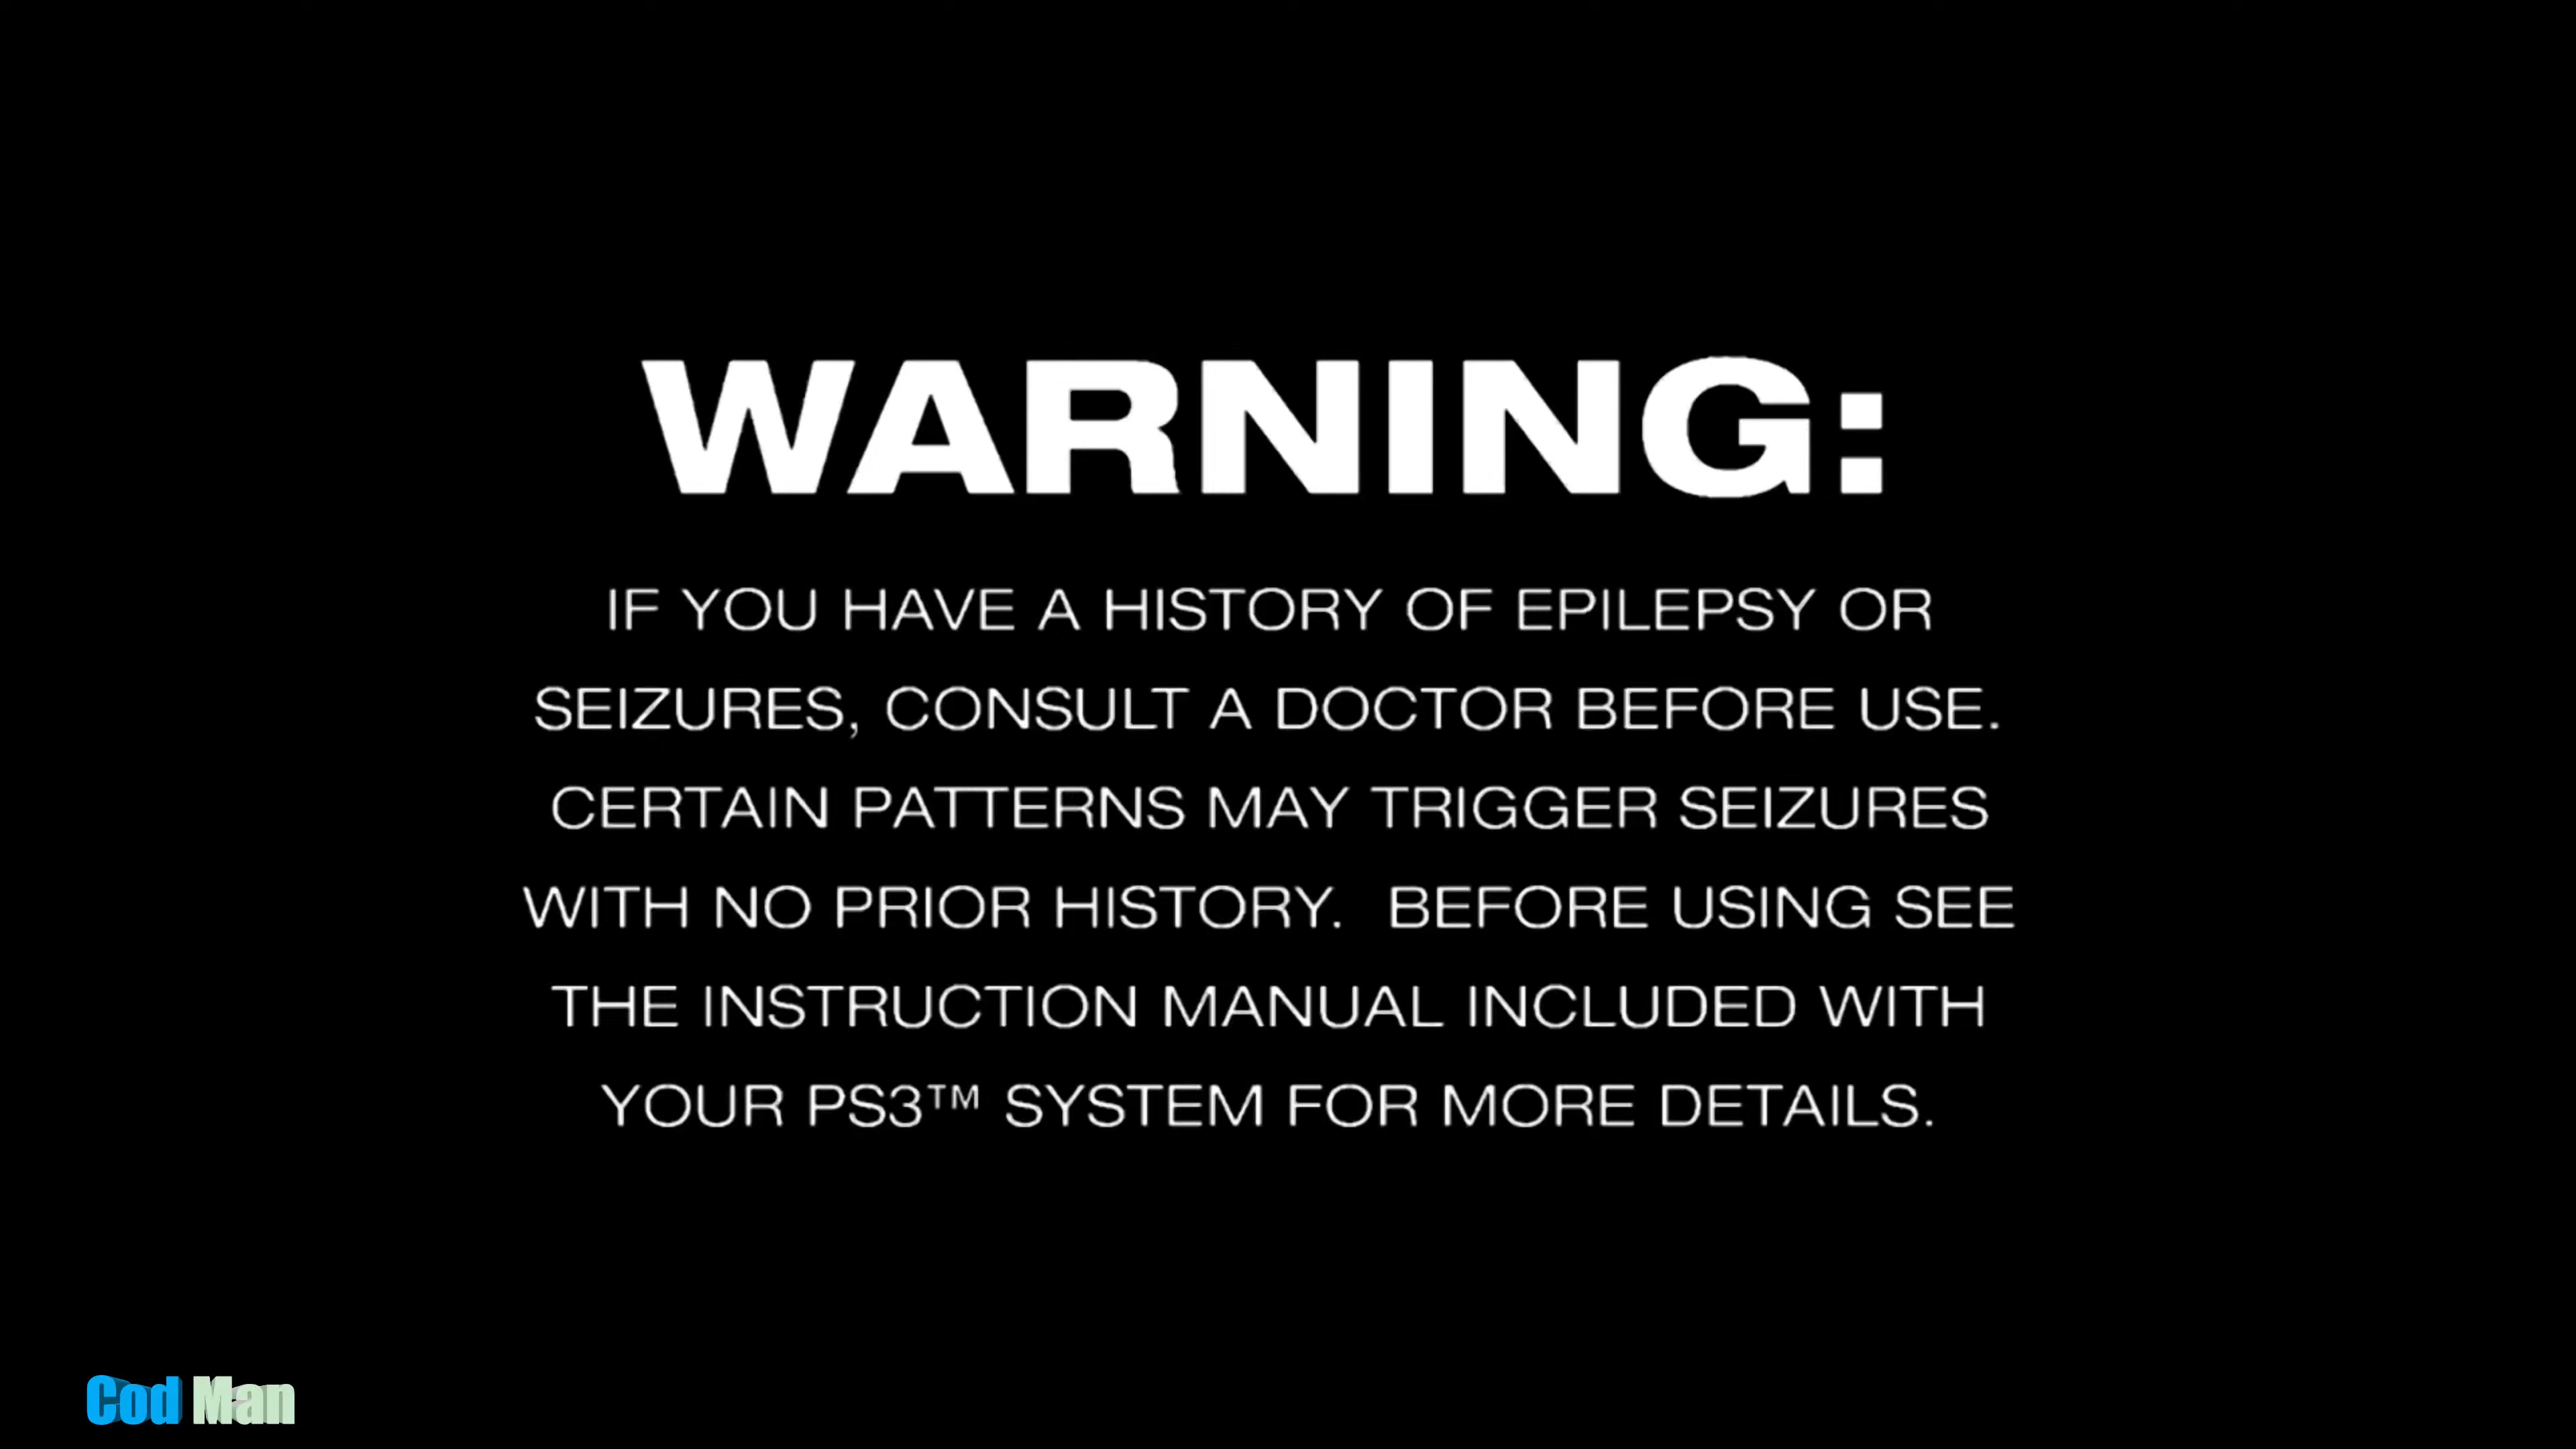 WARNING:
IF YOU HAVE A HISTORY OF EPILEPSY OR
SEIZURES, CONSULT A DOCTOR BEFORE USE.
CERTAIN PATTERNS MAY TRIGGER SEIZURES
WITH NO PRIOR HISTORY.  BEFORE USING SEE
THE INSTRUCTION MANUAL INCLUDED WITH
YOUR PS3™ SYSTEM FOR MORE DETAILS.
Cod Man